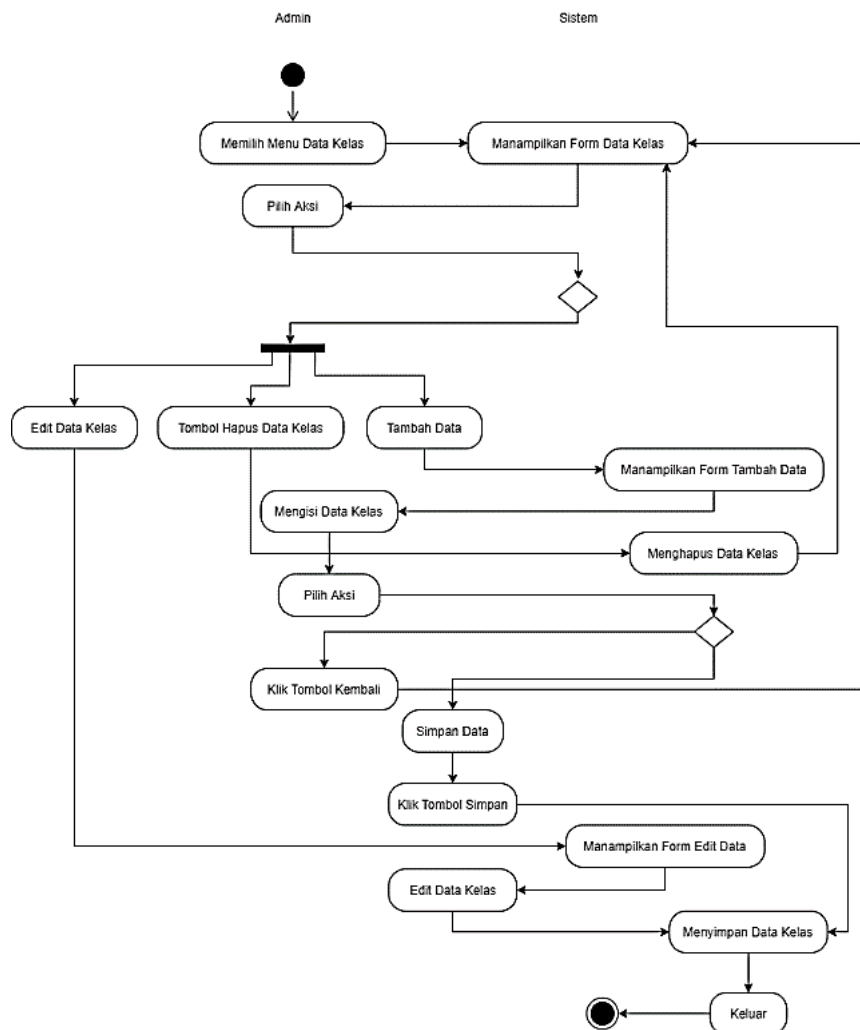 Admin
Sistem
Memilih Menu Data Kelas
Manampilkan Form Data Kelas
Pilih Aksi
Edit Data Kelas
Tombol Hapus Data Kelas
Tambah Data
Manampilkan Form Tambah Data
Mengisi Data Kelas
Menghapus Data Kelas
Pilih Aksi
Klik Tombol Kembali
Simpan Data
Klik Tombol Simpan
Manampilkan Form Edit Data
Edit Data Kelas
Menyimpan Data Kelas
Keluar